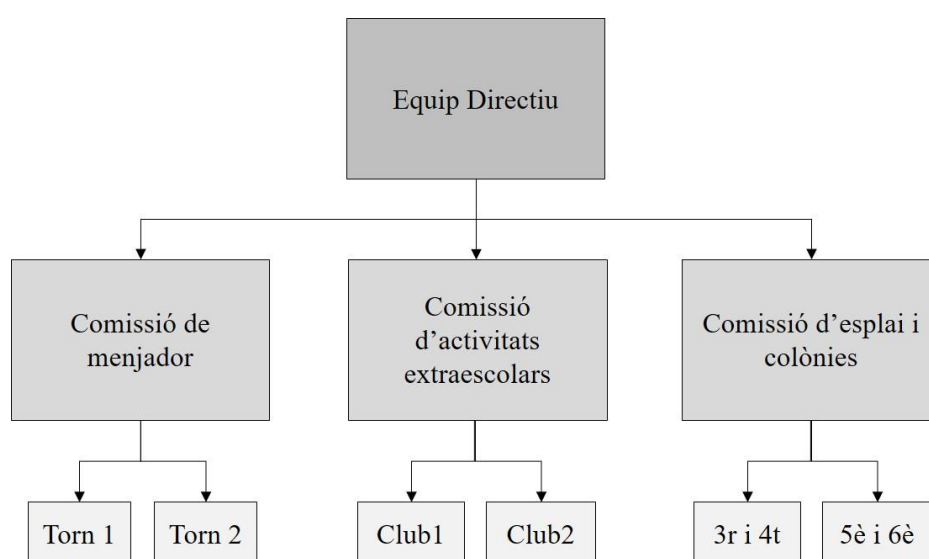 Equip Directiu
Comissió de
menjador
Comissió
d’activitats
extraescolars
Comissió d’esplai i
colònies
Torn 1
Torn 2
Club1
Club2
3r i 4t
5è i 6è